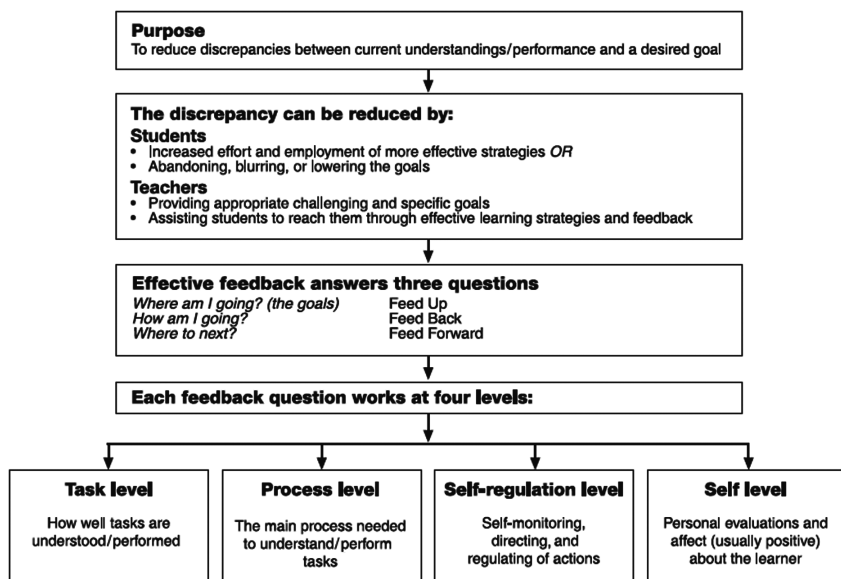 Purpose
To reduce discrepancies between current understandings/performance and a desired goal
The discrepancy can be reduced by:
Students
• Increased effort and employment of more effective strategies OR
• Abandoning, blurring, or lowering the goals
Teachers
• Providing appropriate challenging and specific goals
• Assisting students to reach them through effective learning strategies and feedback
Effective feedback answers three questions
Where am I going? (the goals) Feed Up
How am I going? Feed Back
Where to next? Feed Forward
Each feedback question works at four levels:
Task level
How well tasks are
understood/performed
Process level
The main process needed
to understand/perform
tasks
Self-regulation level
Self-monitoring,
directing, and
regulating of actions
Self level
Personal evaluations and
affect (usually positive)
about the learner